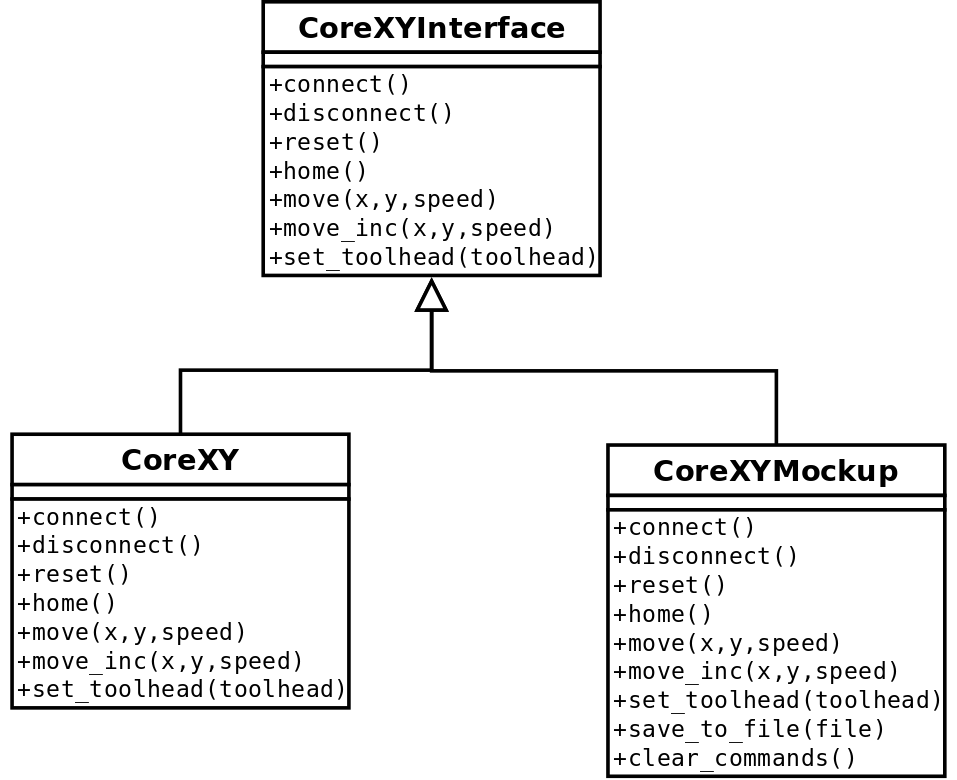 CoreXYInterface
+connect()
+disconnect()
+reset()
+home()
+move(x,y,speed)
+move_inc(x,y,speed)
+set_toolhead(toolhead)
CoreXY
+connect()
+disconnect()
+reset()
+home()
+move(x,y,speed)
+move_inc(x,y,speed)
+set_toolhead(toolhead)
CoreXYMockup
+connect()
+disconnect()
+reset()
+home()
+move(x,y,speed)
+move_inc(x,y,speed)
+set_toolhead(toolhead)
+save_to_file(file)
+clear_commands()